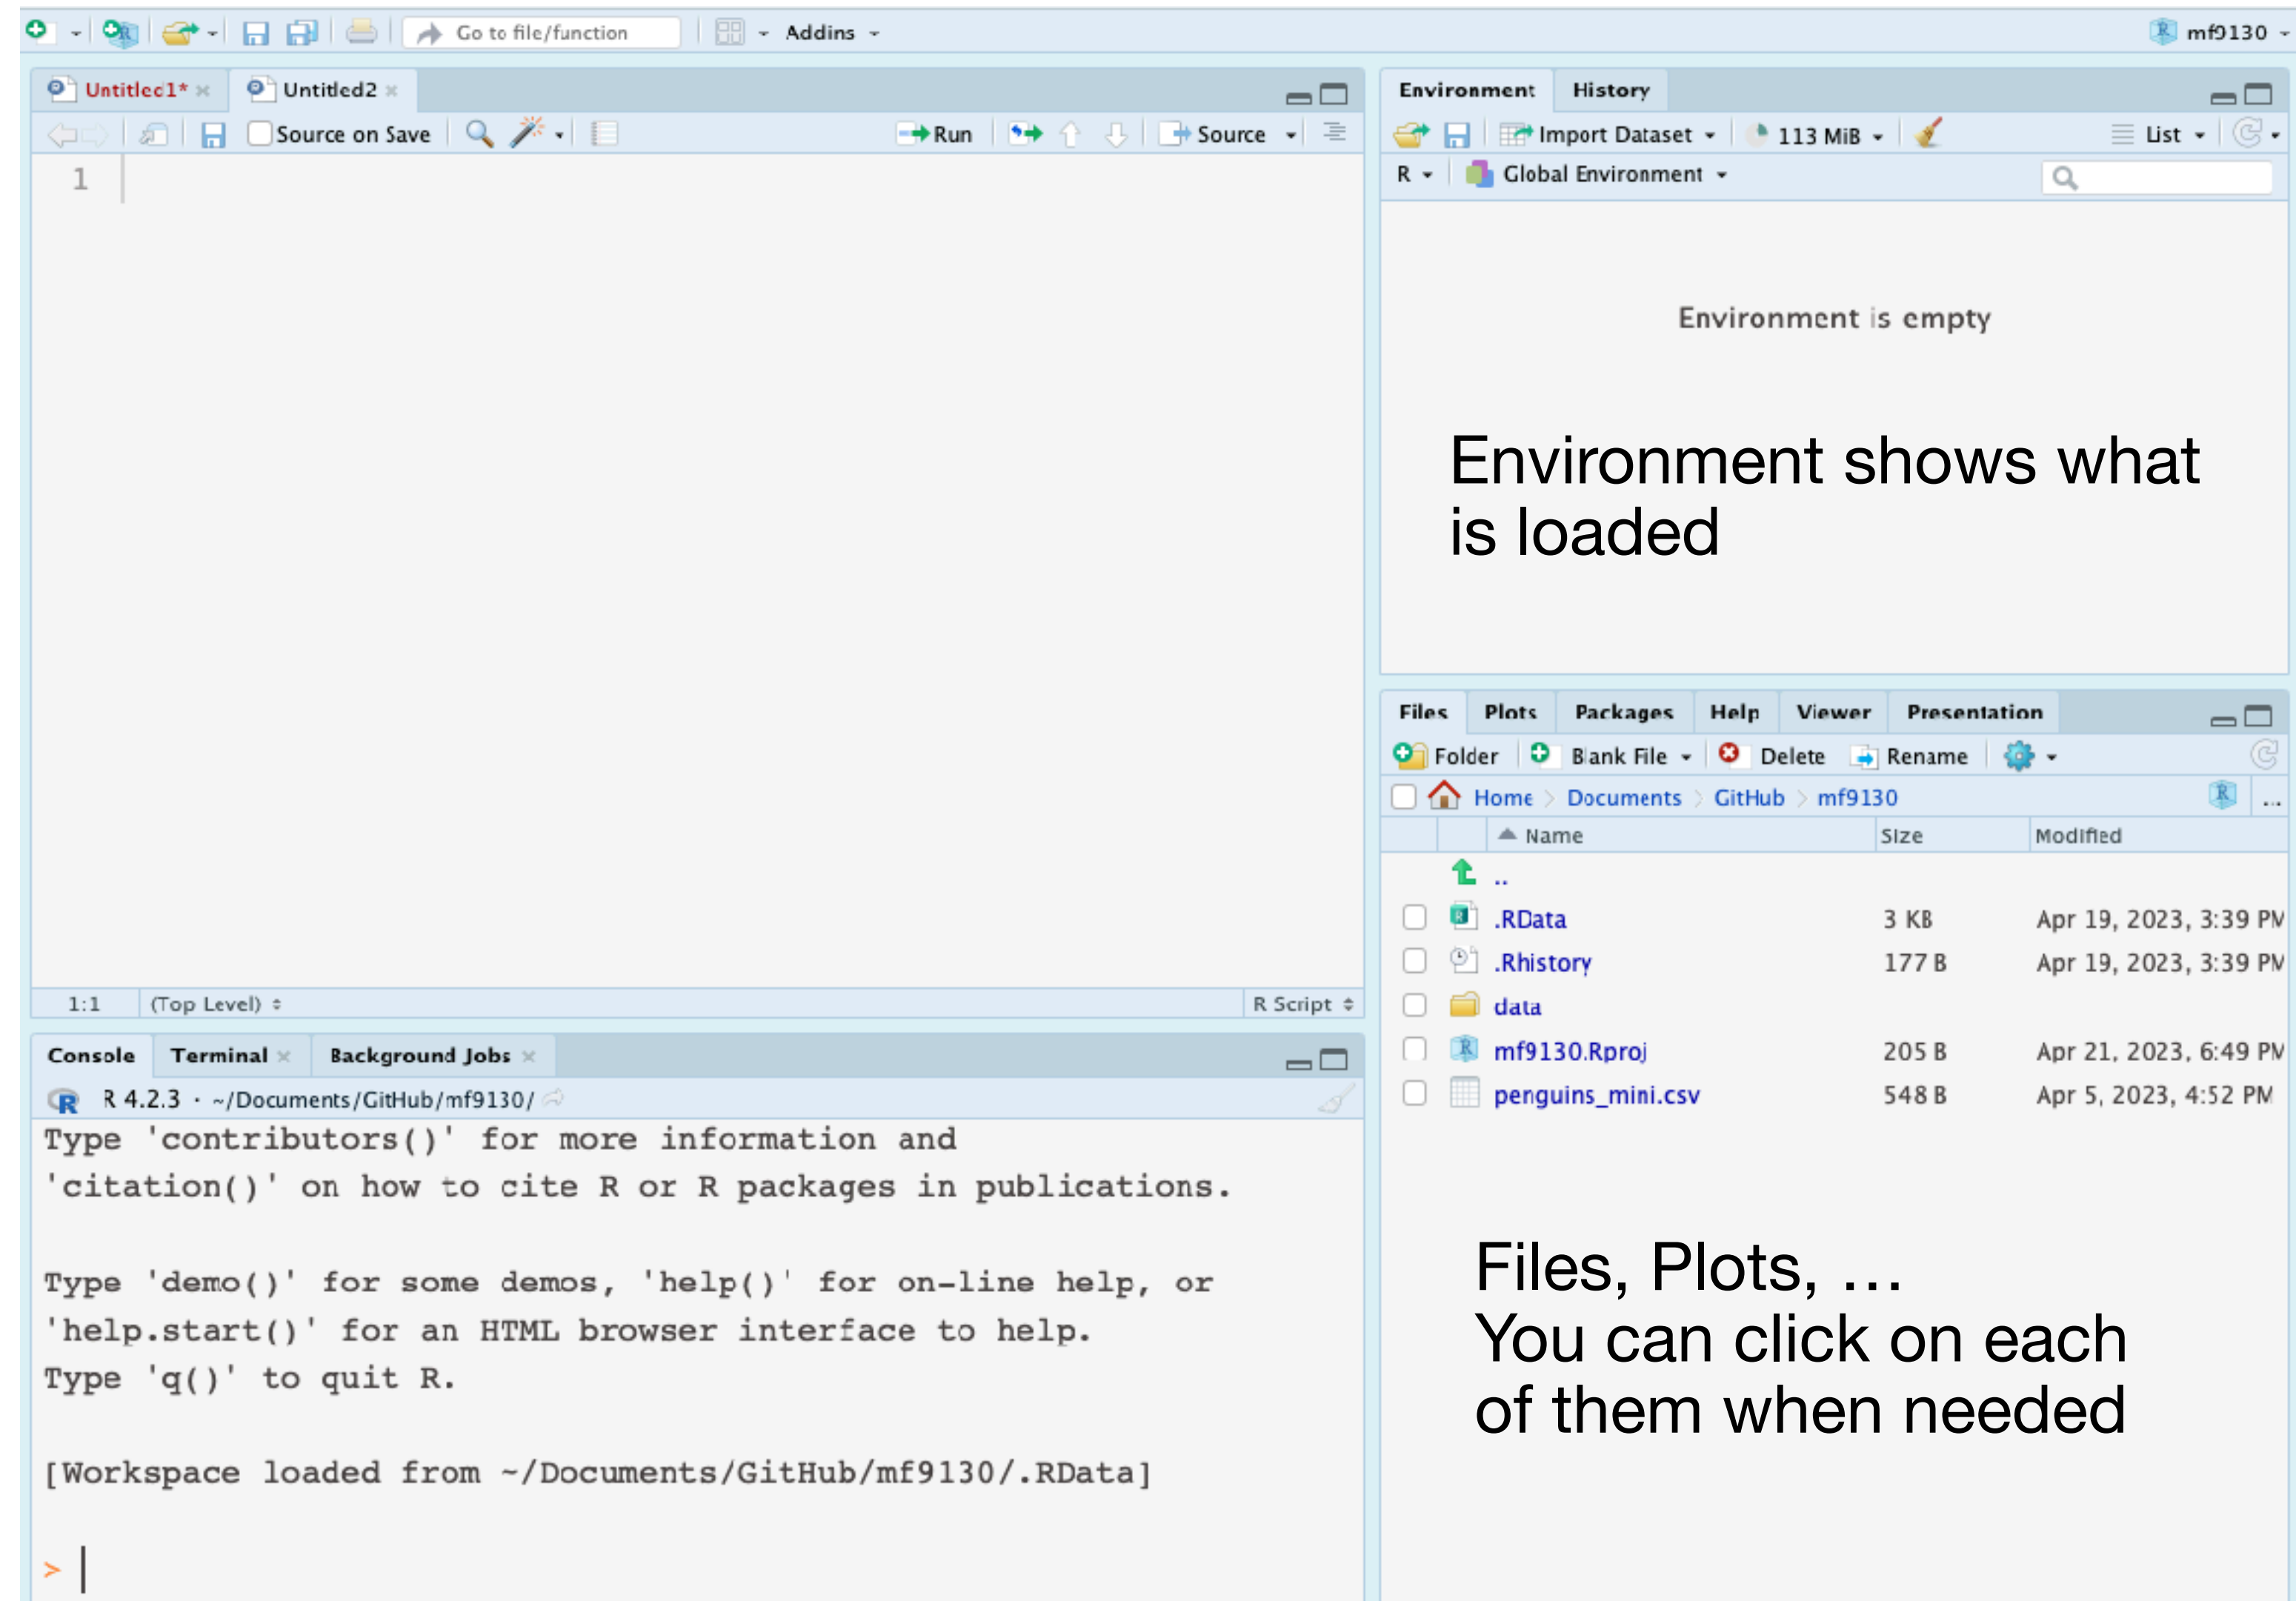 Go to file/function Addins mf9130
Untitled1* Untitled2
Source on Save Run Source
1
1:1 (Top Level) R Script
Console Terminal Background Jobs
R 4.2.3 · ~/Documents/GitHub/mf9130/
Type 'contributors()' for more information and
'citation()' on how to cite R or R packages in publications.
Type 'demo()' for some demos, 'help()' for on-line help, or
'help.start()' for an HTML browser interface to help.
Type 'q()' to quit R.
[Workspace loaded from ~/Documents/GitHub/mf9130/.RData]
>
Environment History
Import Dataset 113 MiB List
R Global Environment
Environment is empty
Environment shows what
is loaded
Files Plots Packages Help Viewer Presentation
Folder Blank File Delete Rename
Home > Documents > GitHub > mf9130 ...
Name Size Modified
..
.RData 3 KB Apr 19, 2023, 3:39 PM
.Rhistory 177 B Apr 19, 2023, 3:39 PM
data
mf9130.Rproj 205 B Apr 21, 2023, 6:49 PM
penguins_mini.csv 548 B Apr 5, 2023, 4:52 PM
Files, Plots, …
You can click on each
of them when needed